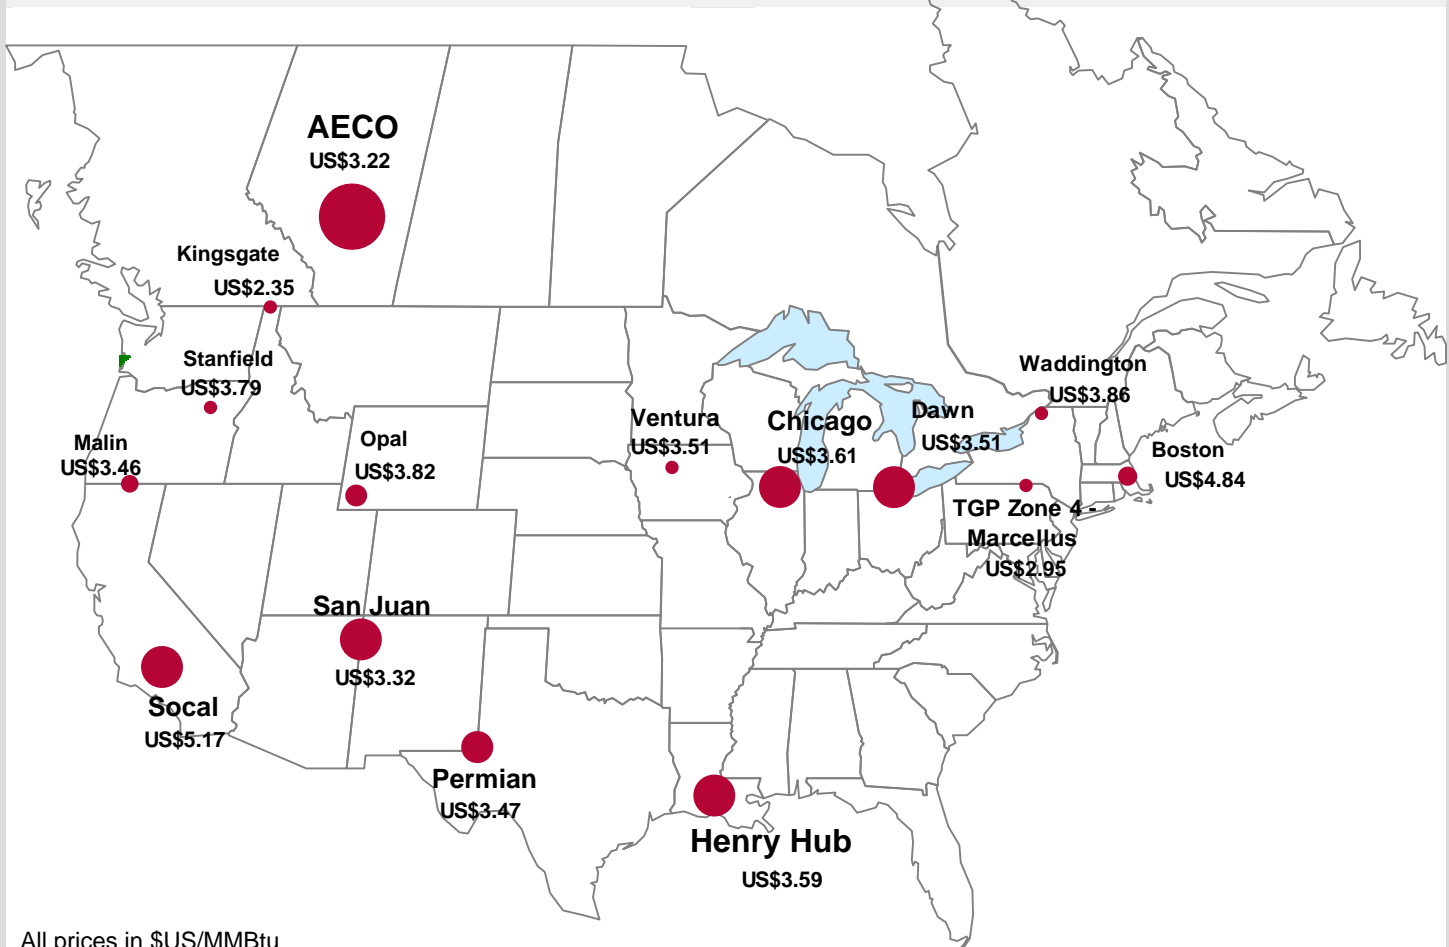 AECO
US$3.22
Kingsgate
US$2.35
Stanfield
US$3.79
Waddington
US$3.86
Malin
US$3.46
Opal
US$3.82
Ventura
US$3.51
Chicago
US$3.61
Dawn
US$3.51
Boston
US$4.84
TGP Zone 4 -
Marcellus
US$2.95
San Juan
US$3.32
Socal
US$5.17
Permian
US$3.47
Henry Hub
US$3.59
All prices in $US/MMBtu